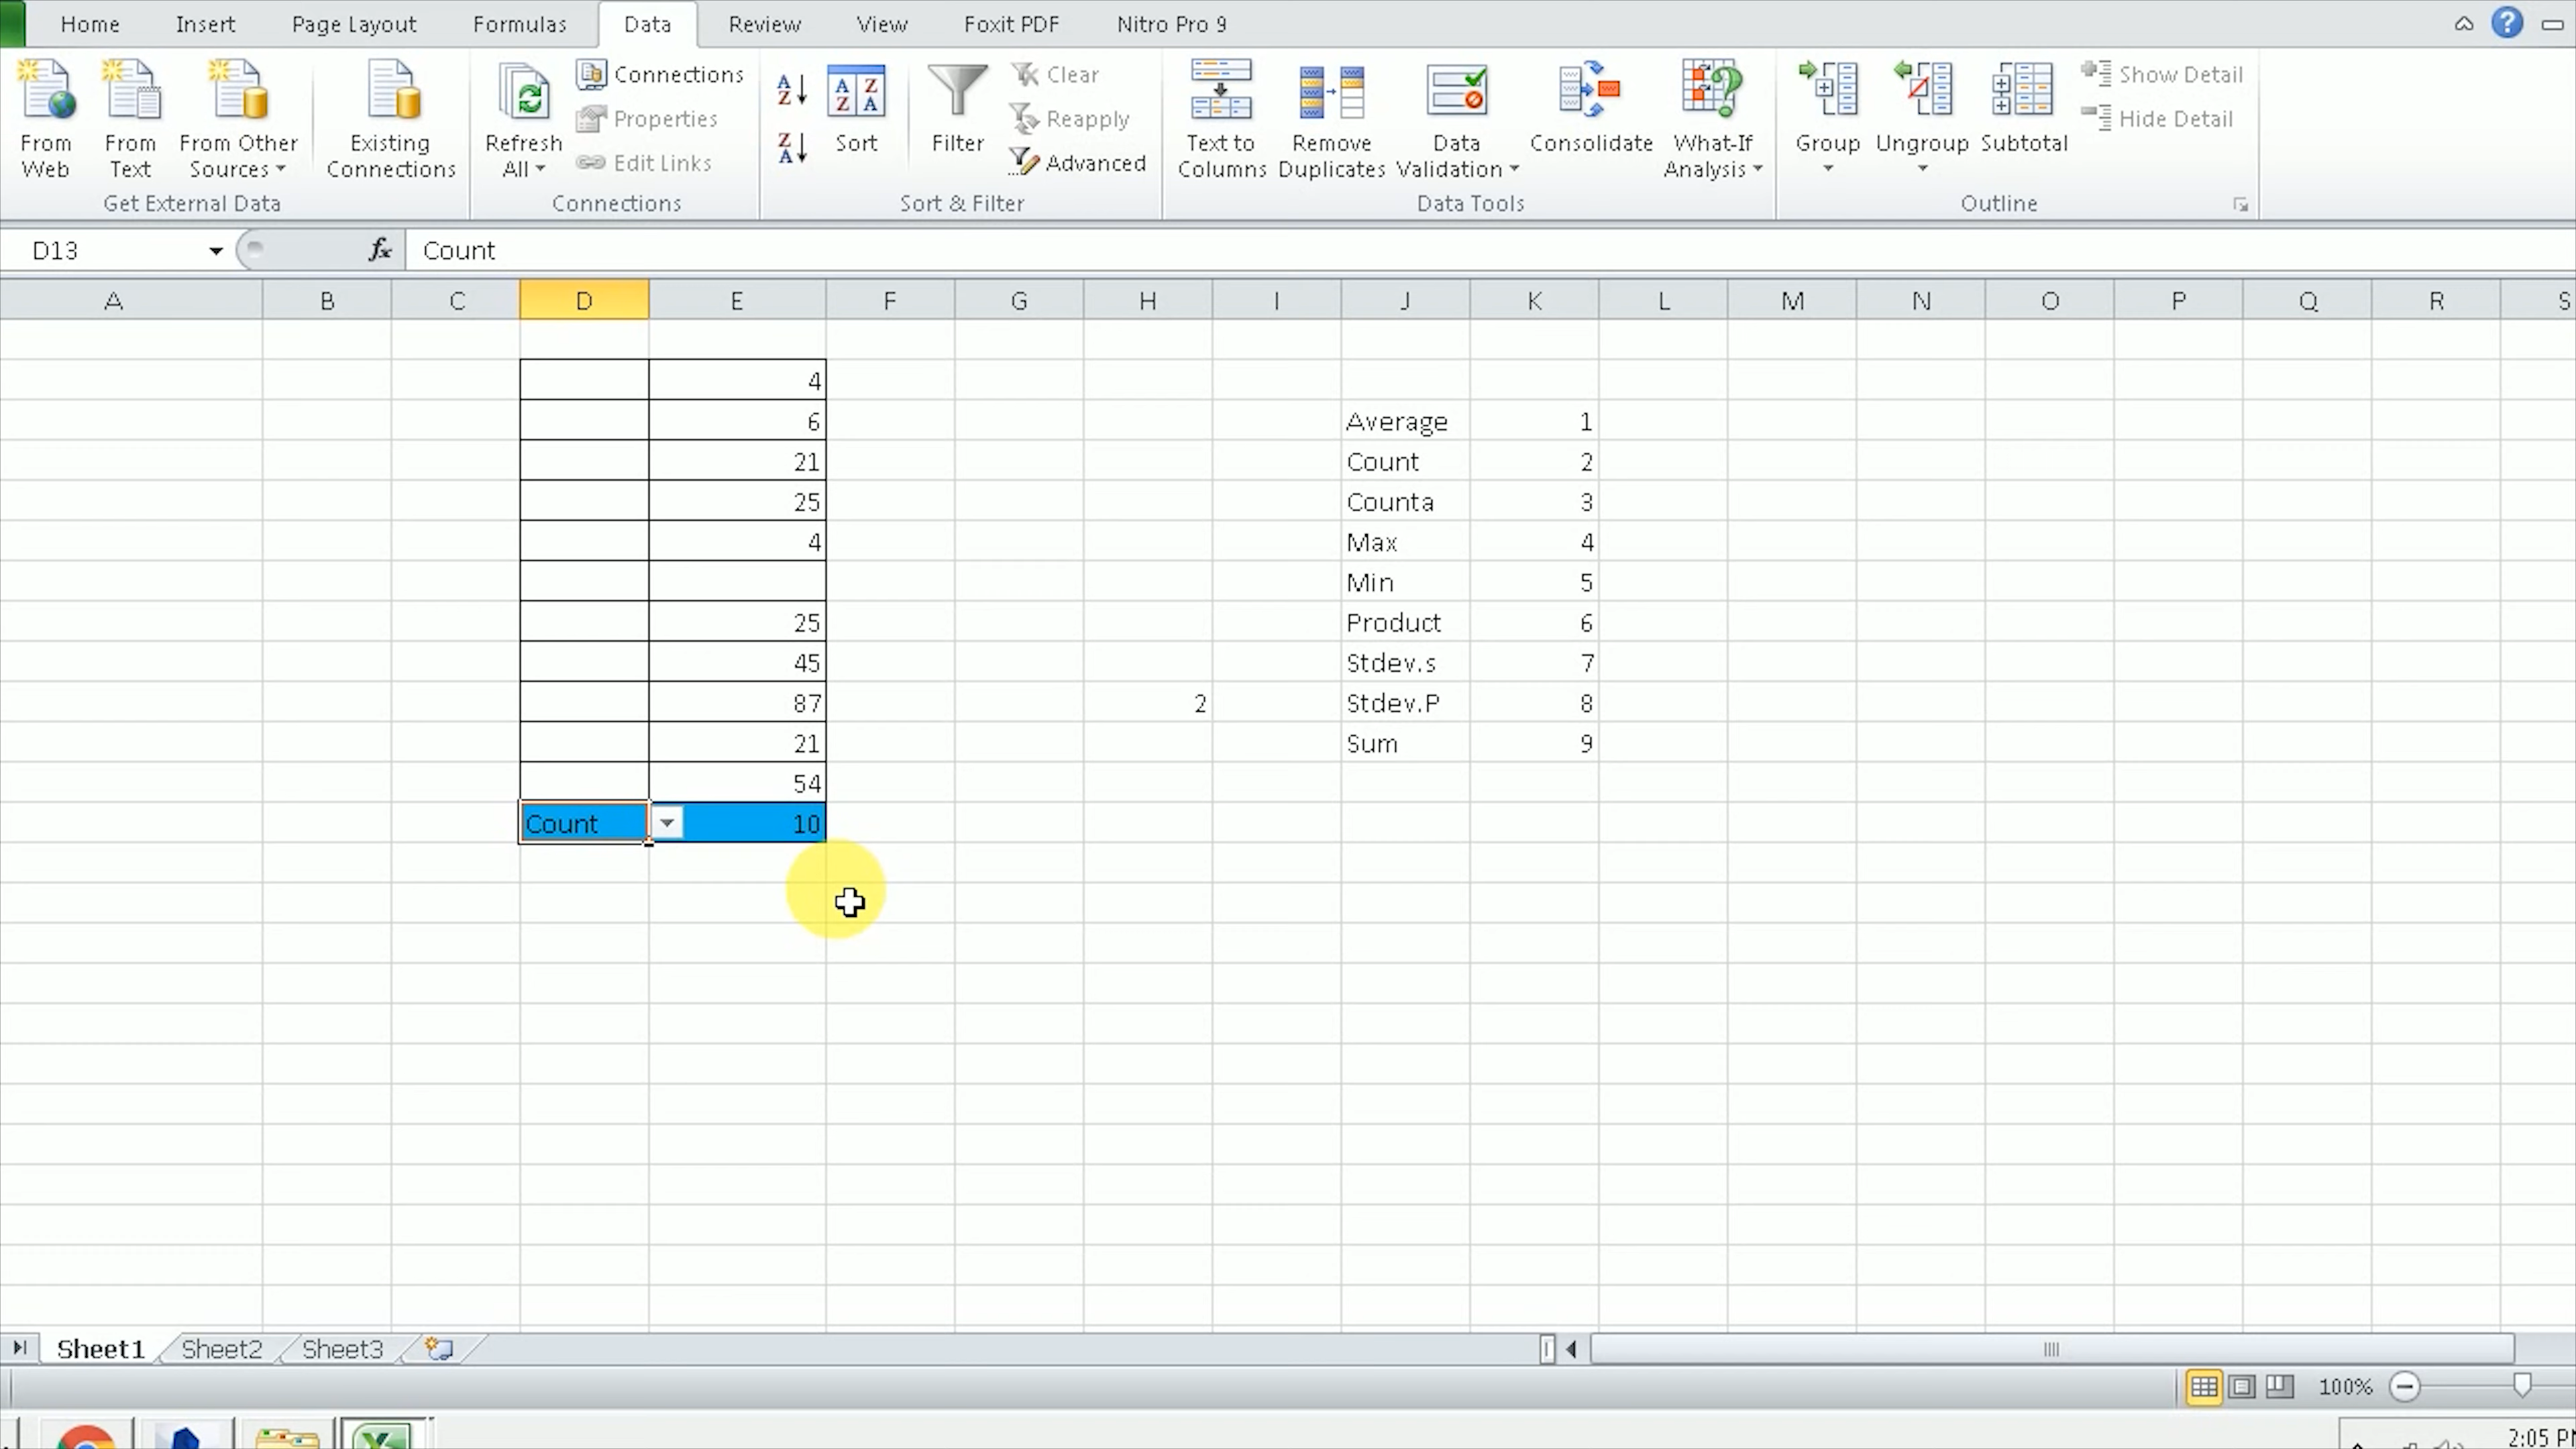 Home Insert Page Layout Formulas Data Review View Foxit PDF Nitro Pro 9
From Web
From Text
From Other Sources
Existing Connections
Get External Data
Refresh All
Connections
Properties
Edit Links
Connections
Sort
Filter
Clear
Reapply
Advanced
Sort & Filter
Text to Columns
Remove Duplicates
Data Validation
Consolidate
What-If Analysis
Data Tools
Group
Ungroup
Subtotal
Show Detail
Hide Detail
Outline
D13 fx Count
A B C D E F G H I J K L M N O P Q R S
4
6 Average 1
21 Count 2
25 Counta 3
4 Max 4
Min 5
25 Product 6
45 Stdev.s 7
87 2 Stdev.P 8
21 Sum 9
54
Count 10
Sheet1 Sheet2 Sheet3
100%